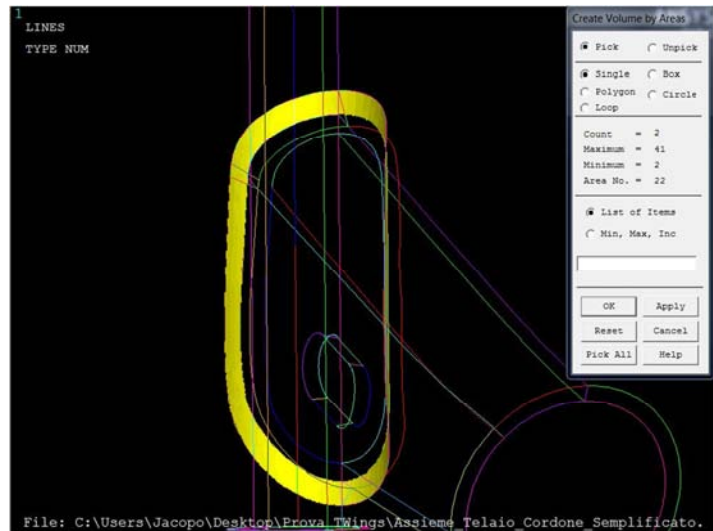 1
LINES
TYPE NUM
Create Volume by Areas
Pick
Unpick
Single
Box
Polygon
Circle
Loop
Count = 2
Maximum = 41
Minimum = 2
Area No. = 22
List of Items
Min, Max, Inc
OK
Apply
Reset
Cancel
Pick All
Help
File: C:\Users\Jacopo\Desktop\Prova_TWings\Assieme_Telaio_Cordone_Semplificato.